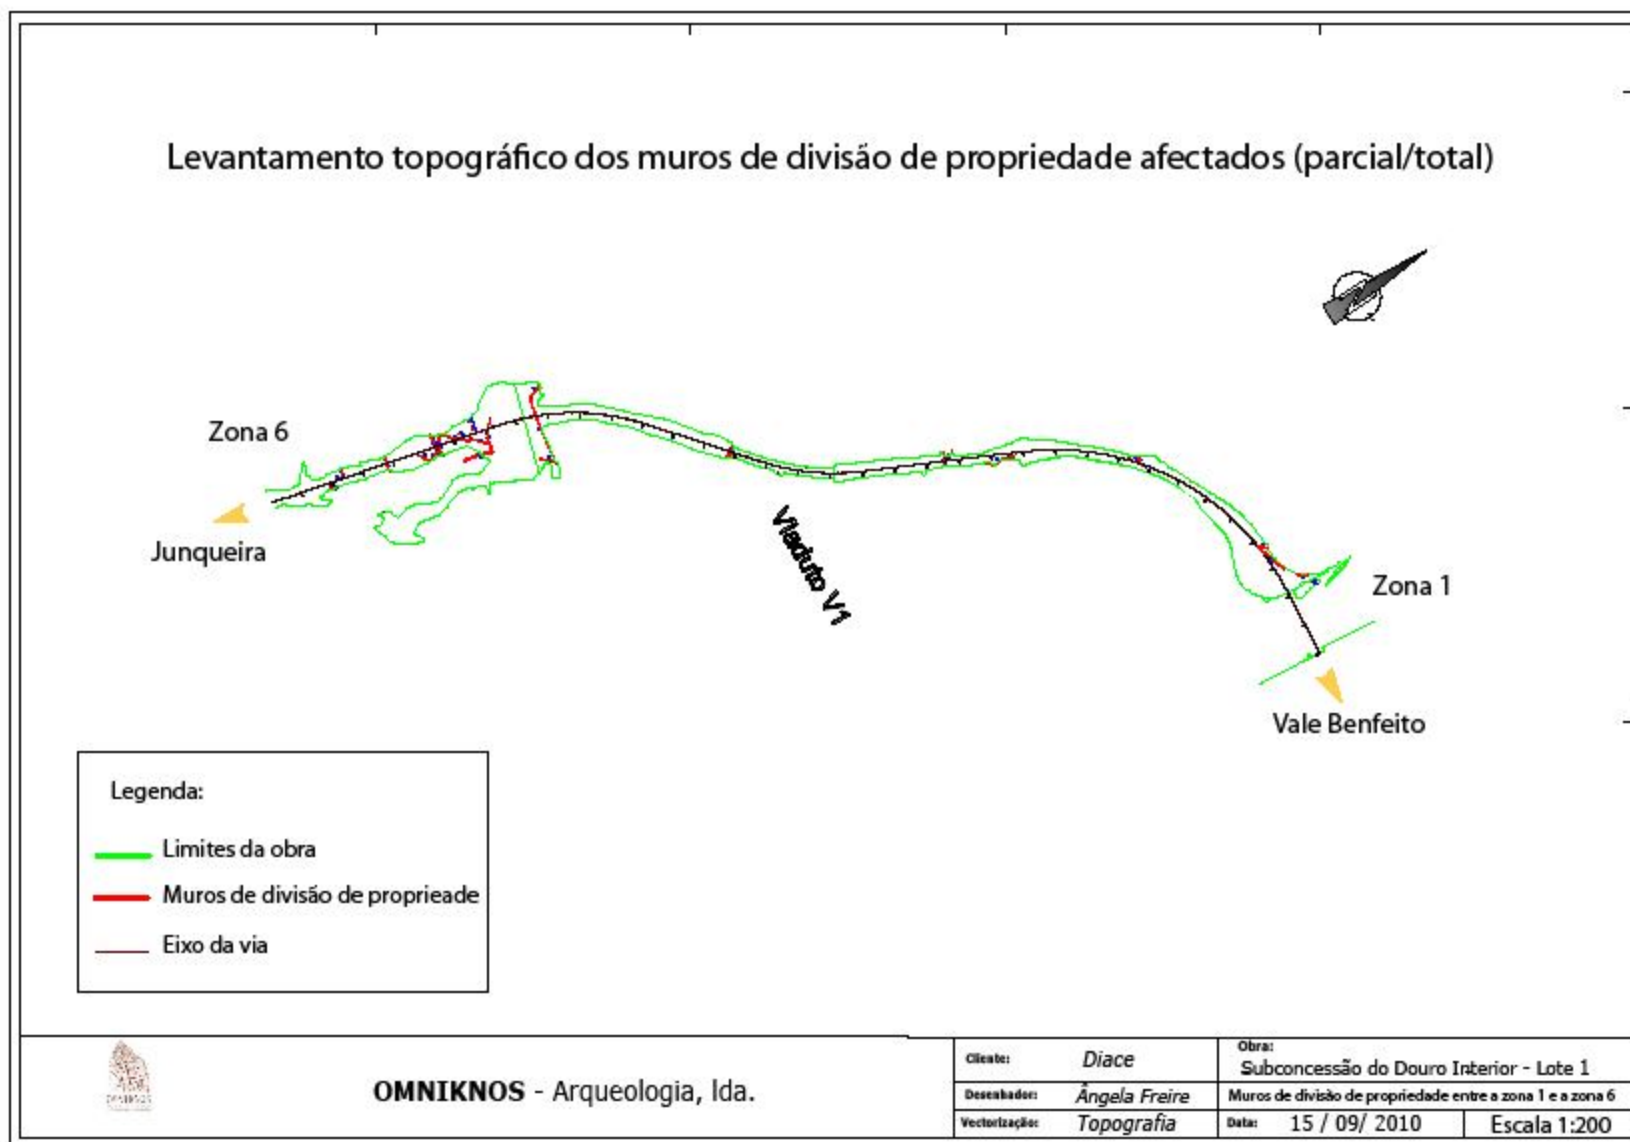 Levantamento topográfico dos muros de divisão de propriedade afectados (parcial/total)
Zona 6
Junqueira
Viaduto V1
Zona 1
Vale Benfeito
Legenda:
Limites da obra
Muros de divisão de proprieade
Eixo da via
OMNIKNOS
OMNIKNOS - Arqueologia, lda.
Cliente: Diace
Desenhador: Ângela Freire
Vectorização: Topografia
Obra:
Subconcessão do Douro Interior - Lote 1
Muros de divisão de propriedade entre a zona 1 e a zona 6
Data: 15 / 09/ 2010
Escala 1:200